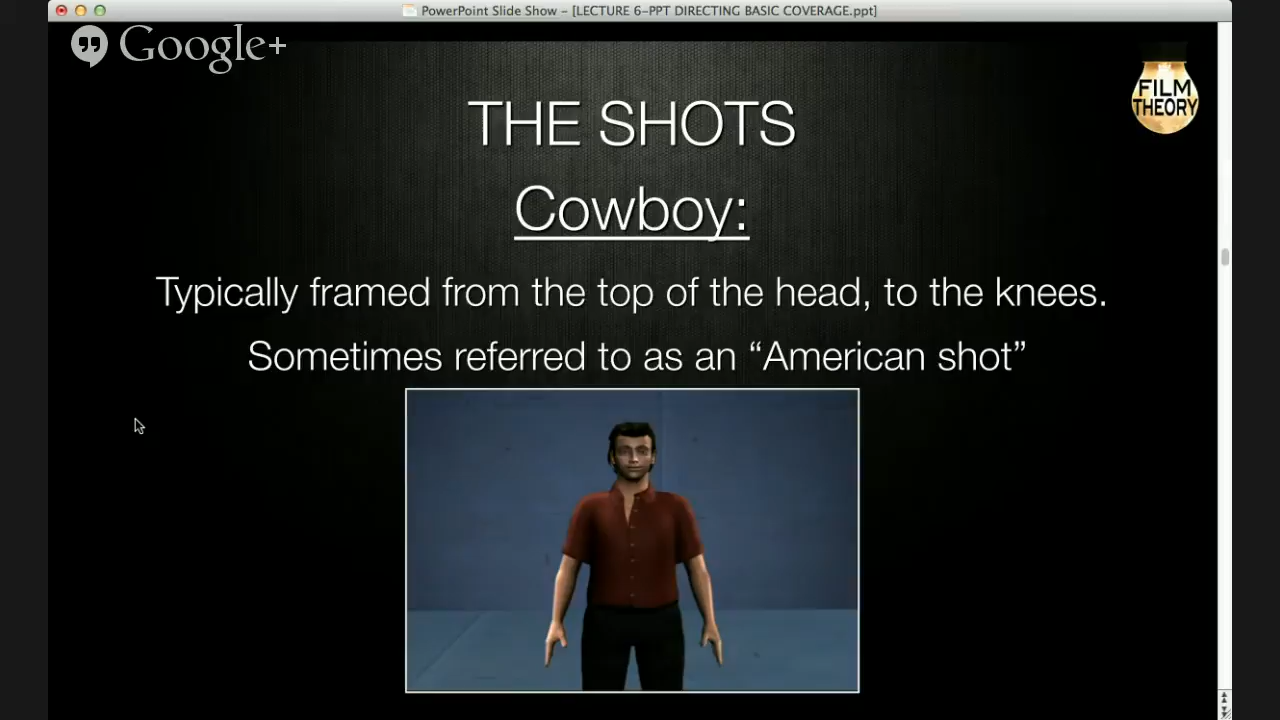 PowerPoint Slide Show – [LECTURE 6–PPT DIRECTING BASIC COVERAGE.ppt]
Google+
FILM
THEORY
THE SHOTS
Cowboy:
Typically framed from the top of the head, to the knees.
Sometimes referred to as an “American shot”